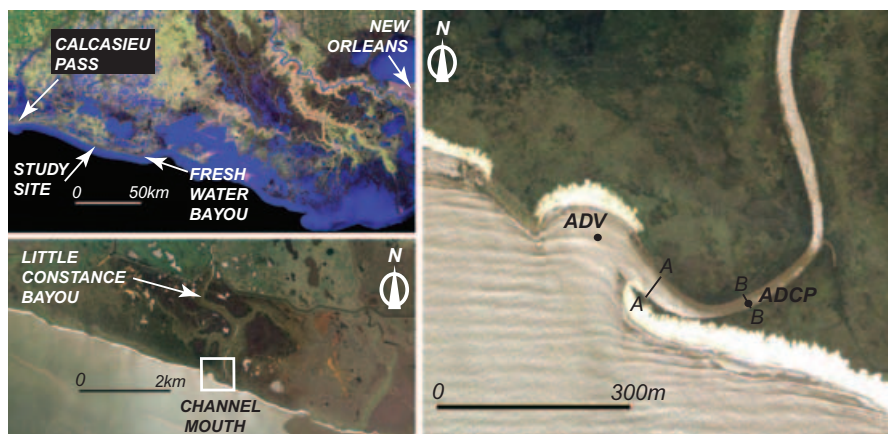 CALCASIEU
PASS
NEW
ORLEANS
N
STUDY
SITE
0 50km
FRESH
WATER
BAYOU
LITTLE
CONSTANCE
BAYOU
N
0 2km
CHANNEL
MOUTH
N
ADV
A
A
B
ADCP
B
0 300m